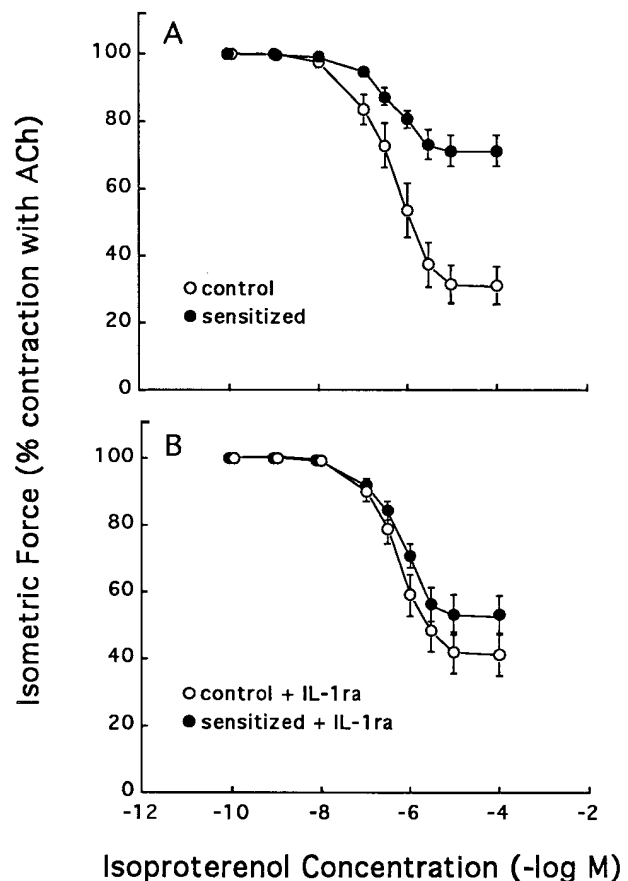 Isometric Force (% contraction with ACh)
A
100
80
60
40
20
0
control
sensitized
B
100
80
60
40
20
0
control + IL-1ra
sensitized + IL-1ra
-12 -10 -8 -6 -4 -2
Isoproterenol Concentration (-log M)